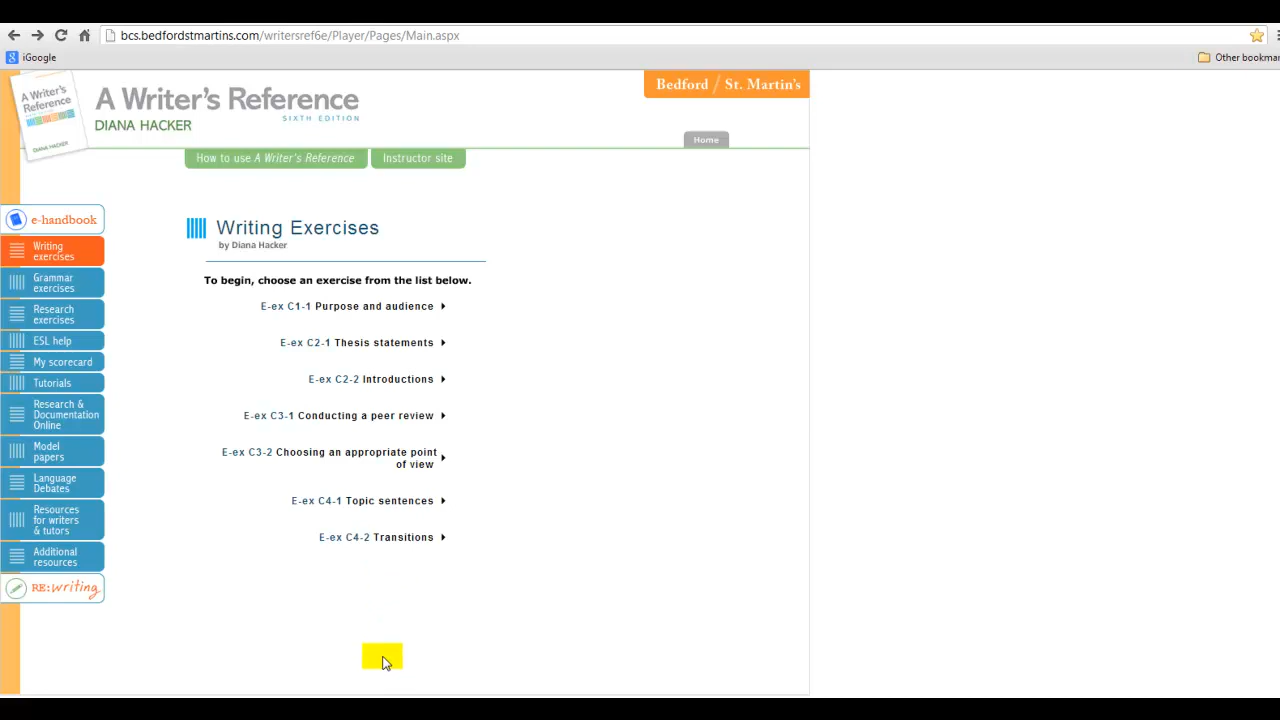 bcs.bedfordstmartins.com/writersref6e/Player/Pages/Main.aspx
iGoogle
Other bookmar
A Writer's
Reference
DIANA HACKER
A WRITER'S REFERENCE
SIXTH EDITION
DIANA HACKER
Bedford / St. Martin's
Home
How to use A Writer's Reference
Instructor site
e-handbook
Writing
exercises
Grammar
exercises
Research
exercises
ESL help
My scorecard
Tutorials
Research &
Documentation
Online
Model
papers
Language
Debates
Resources
for writers
& tutors
Additional
resources
RE:writing
Writing Exercises
by Diana Hacker
To begin, choose an exercise from the list below.
E-ex C1-1 Purpose and audience
E-ex C2-1 Thesis statements
E-ex C2-2 Introductions
E-ex C3-1 Conducting a peer review
E-ex C3-2 Choosing an appropriate point
of view
E-ex C4-1 Topic sentences
E-ex C4-2 Transitions